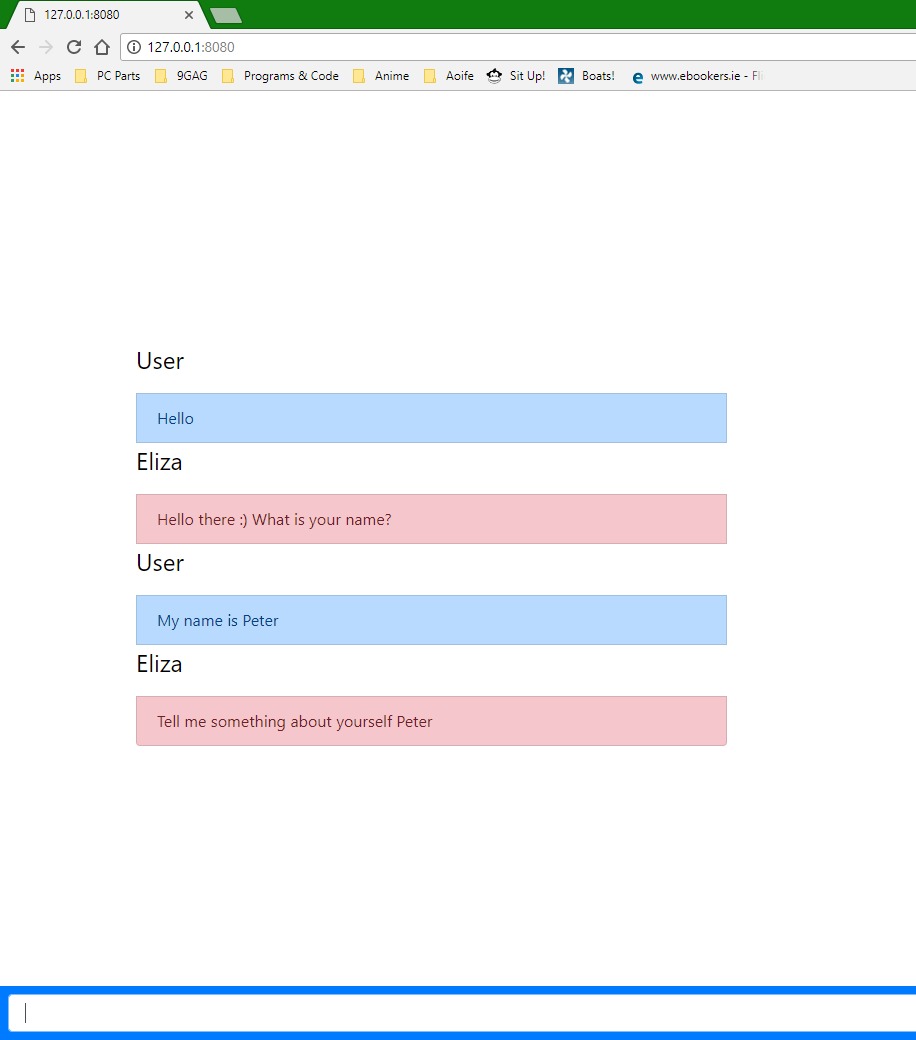 127.0.0.1:8080
127.0.0.1:8080
Apps PC Parts 9GAG Programs & Code Anime Aoife Sit Up! Boats! www.ebookers.ie - Fli
User
Hello
Eliza
Hello there :) What is your name?
User
My name is Peter
Eliza
Tell me something about yourself Peter